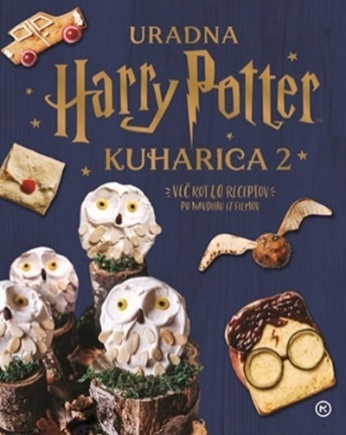 URADNA
Harry Potter
KUHARICA 2
VEČ KOT 40 RECEPTOV
PO NAVDIHU IZ FILMOV